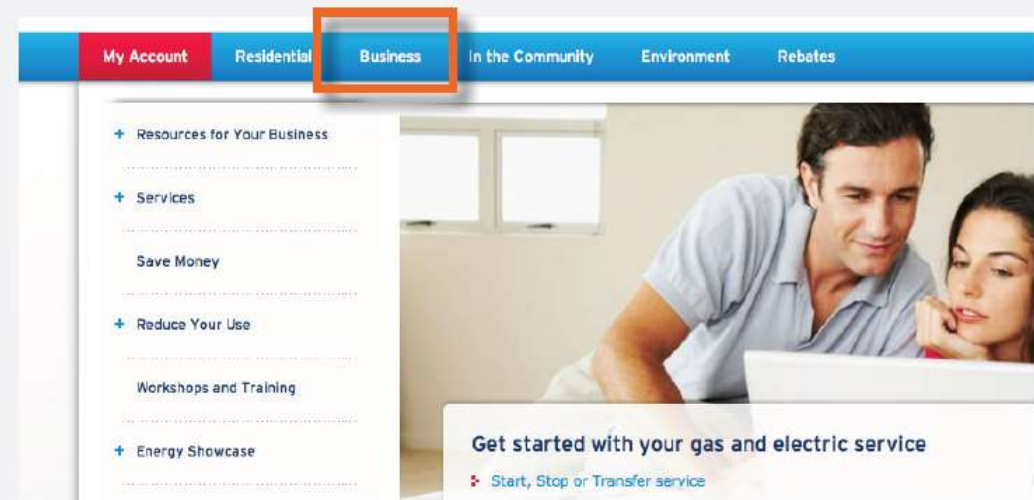 My Account Residential Business In the Community Environment Rebates
+ Resources for Your Business
+ Services
Save Money
+ Reduce Your Use
Workshops and Training
+ Energy Showcase
Get started with your gas and electric service
Start, Stop or Transfer service